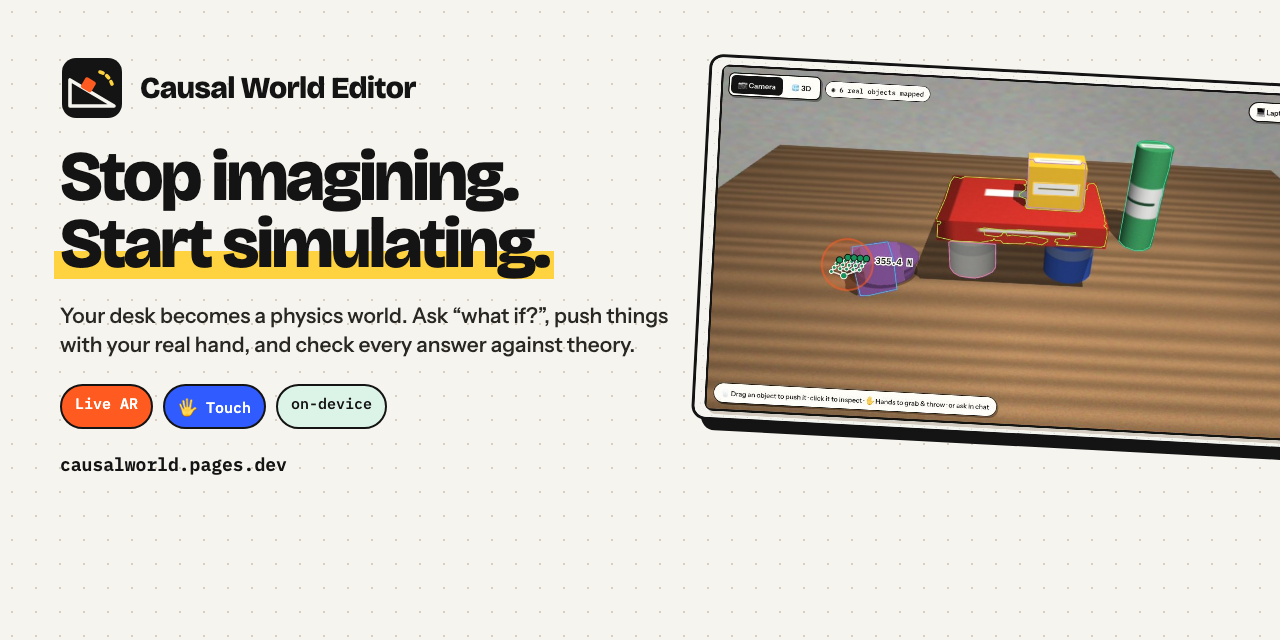 Causal World Editor
Stop imagining.
Start simulating.
Your desk becomes a physics world. Ask “what if?”, push things
with your real hand, and check every answer against theory.
Live AR
🖐 Touch
on-device
causalworld.pages.dev
Camera
3D
6 real objects mapped
355.4 N
Drag an object to push it · click it to inspect · ✋ Hands to grab & throw · or ask in chat